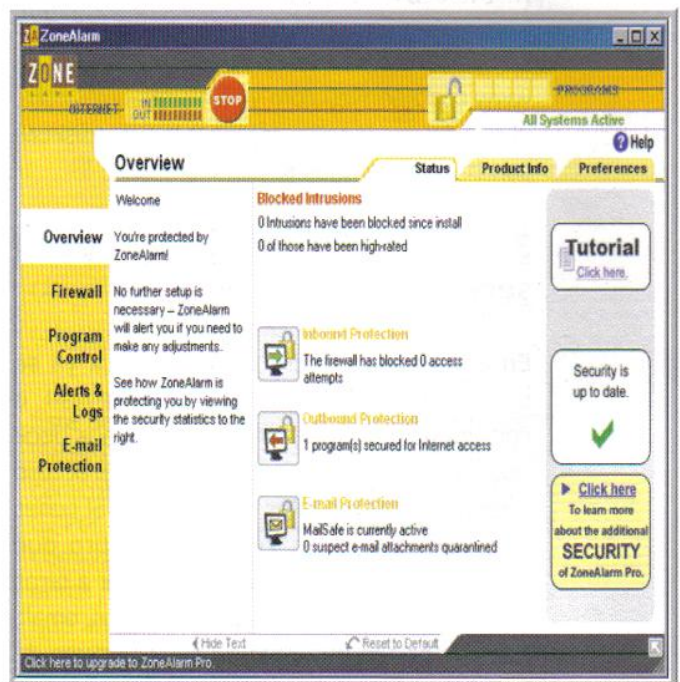 ZoneAlarm
ZONE
LABS
INTERNET
IN
OUT
STOP
PROGRAMS
All Systems Active
Help
Overview
Status
Product Info
Preferences
Overview
Firewall
Program
Control
Alerts &
Logs
E-mail
Protection
Welcome
You're protected by
ZoneAlarm!
No further setup is
necessary – ZoneAlarm
will alert you if you need to
make any adjustments.
See how ZoneAlarm is
protecting you by viewing
the security statistics to the
right.
Blocked Intrusions
0 Intrusions have been blocked since install
0 of those have been high-rated
Inbound Protection
The firewall has blocked 0 access
attempts
Outbound Protection
1 program(s) secured for Internet access
E-mail Protection
MailSafe is currently active
0 suspect e-mail attachments quarantined
Tutorial
Click here.
Security is
up to date.
Click here
To learn more
about the additional
SECURITY
of ZoneAlarm Pro.
Hide Text
Reset to Default
Click here to upgrade to ZoneAlarm Pro.